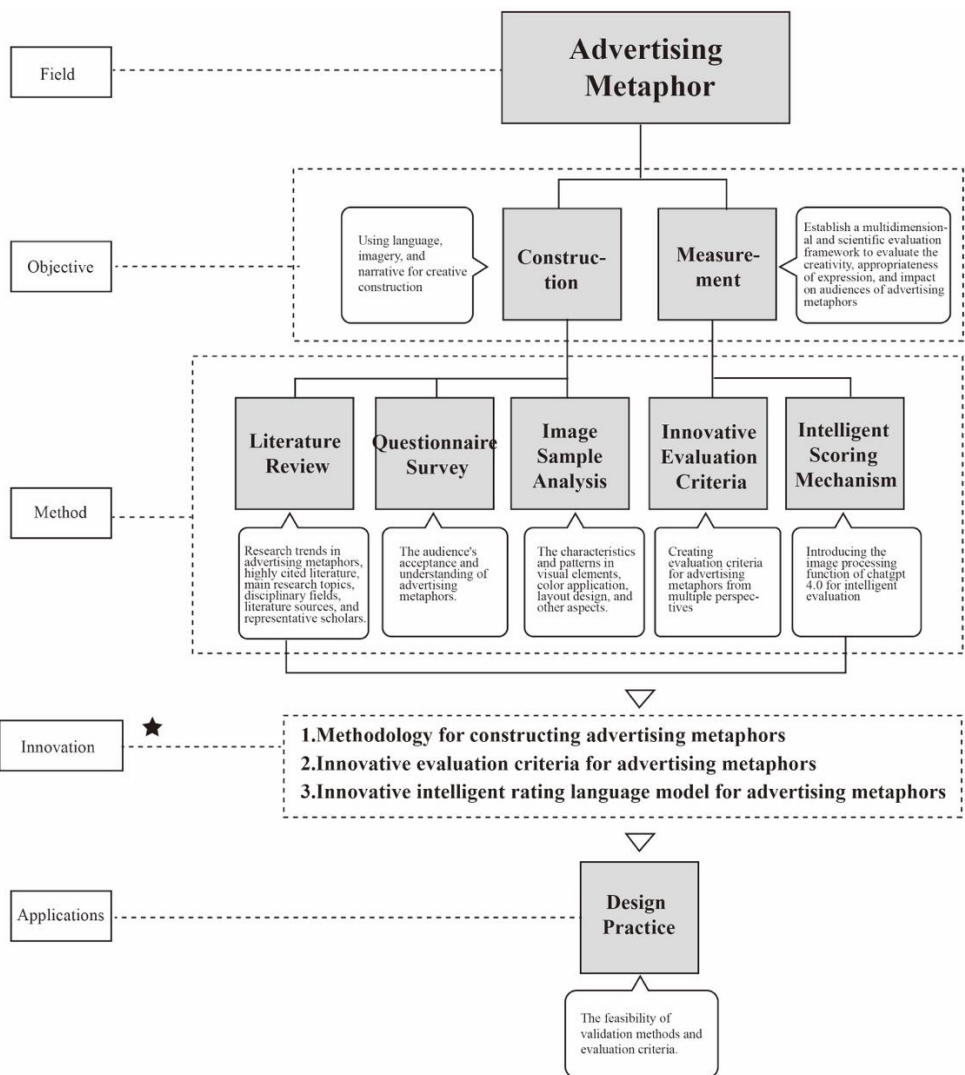 Field
Advertising
Metaphor
Objective
Using language,
imagery, and
narrative for creative
construction
Construc-
tion
Measure-
ment
Establish a multidimension-
al and scientific evaluation
framework to evaluate the
creativity, appropriateness
of expression, and impact
on audiences of advertising
metaphors
Method
Literature
Review
Questionnaire
Survey
Image
Sample
Analysis
Innovative
Evaluation
Criteria
Intelligent
Scoring
Mechanism
Research trends in
advertising metaphors,
highly cited literature,
main research topics,
disciplinary fields,
literature sources, and
representative scholars.
The audience's
acceptance and
understanding of
advertising
metaphors.
The characteristics
and patterns in
visual elements,
color application,
layout design, and
other aspects.
Creating
evaluation criteria
for advertising
metaphors from
multiple perspec-
tives
Introducing the
image processing
function of chatgpt
4.0 for intelligent
evaluation
Innovation
1.Methodology for constructing advertising metaphors
2.Innovative evaluation criteria for advertising metaphors
3.Innovative intelligent rating language model for advertising metaphors
Applications
Design
Practice
The feasibility of
validation methods and
evaluation criteria.